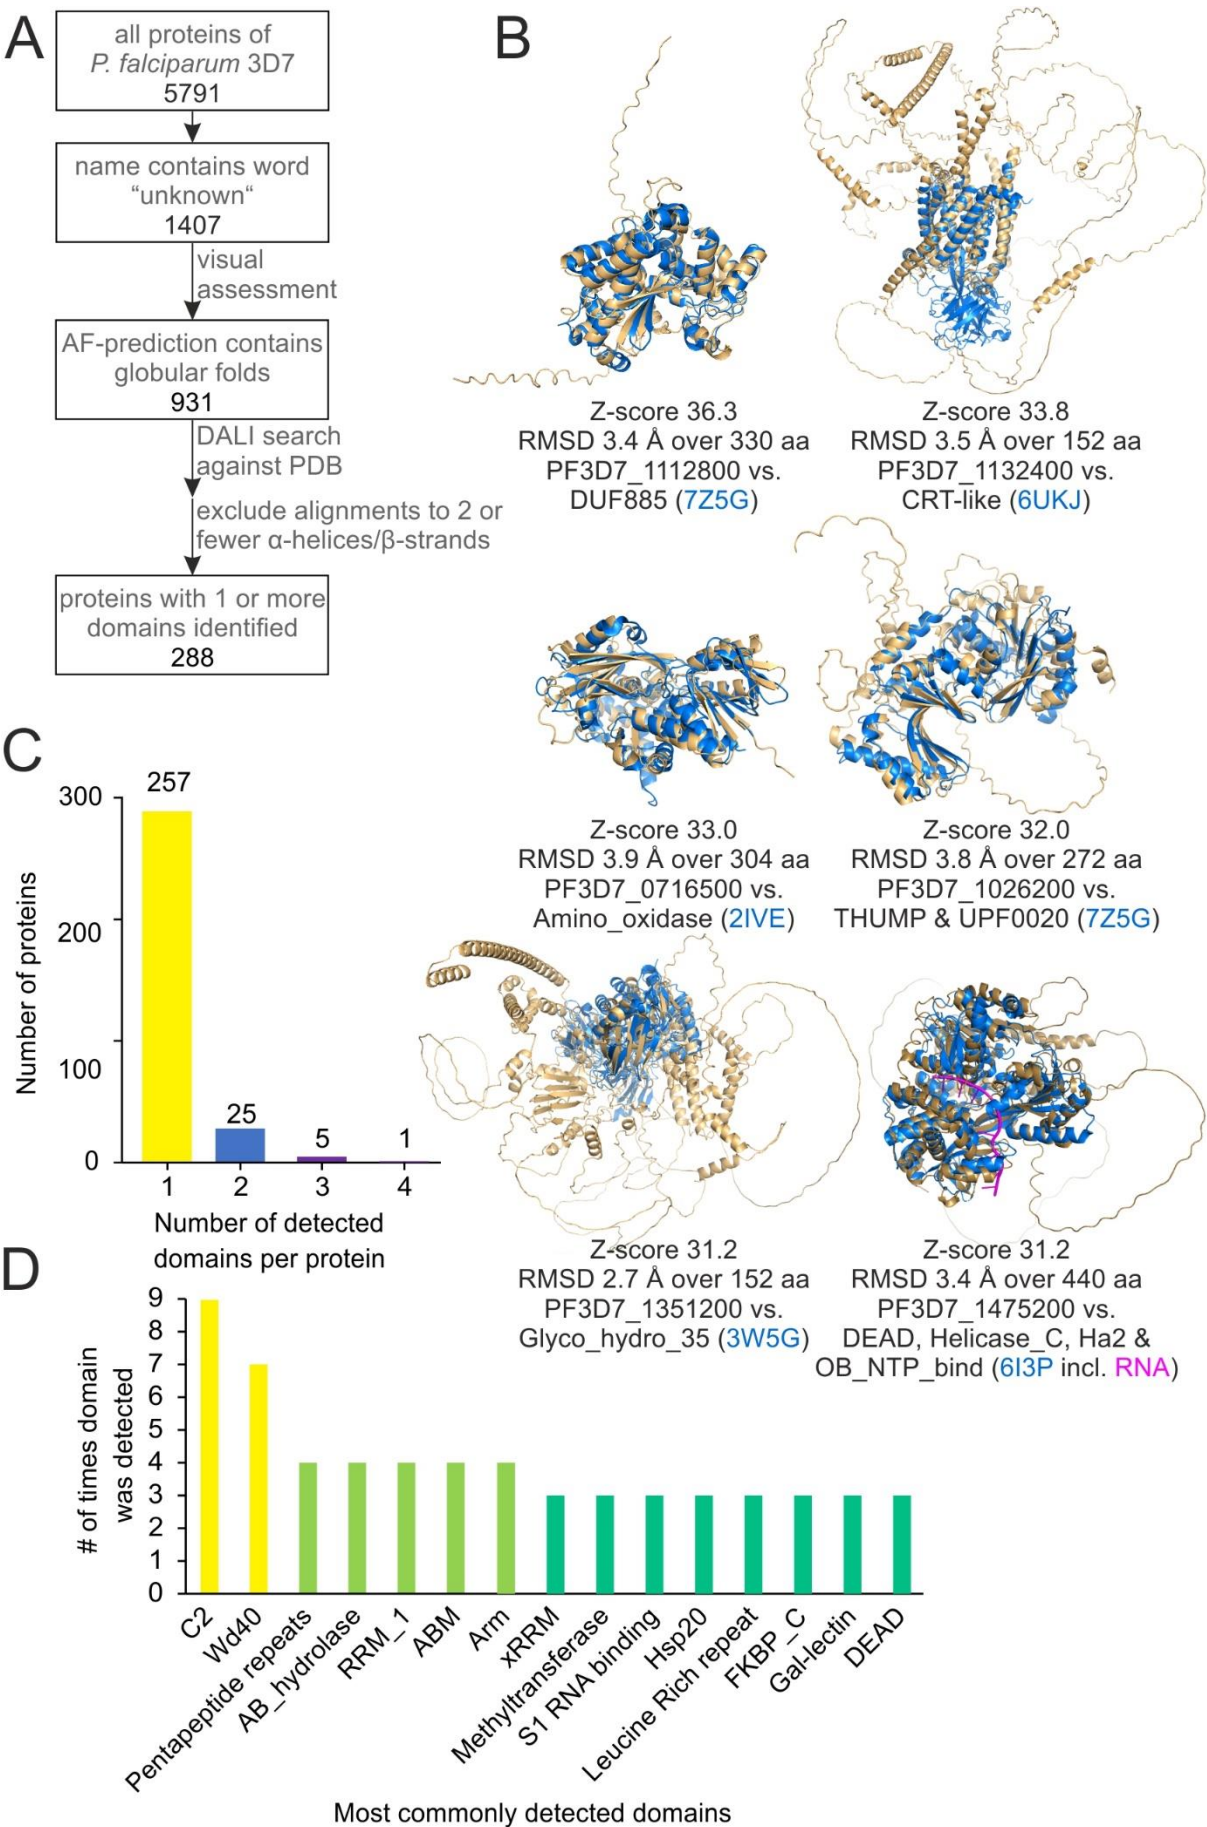 A
all proteins of
P. falciparum 3D7
5791
name contains word
“unknown“
1407
visual
assessment
AF-prediction contains
globular folds
931
DALI search
against PDB
exclude alignments to 2 or
fewer α-helices/β-strands
proteins with 1 or more
domains identified
288
B
Z-score 36.3
RMSD 3.4 Å over 330 aa
PF3D7_1112800 vs.
DUF885 (7Z5G)
Z-score 33.8
RMSD 3.5 Å over 152 aa
PF3D7_1132400 vs.
CRT-like (6UKJ)
Z-score 33.0
RMSD 3.9 Å over 304 aa
PF3D7_0716500 vs.
Amino_oxidase (2IVE)
Z-score 32.0
RMSD 3.8 Å over 272 aa
PF3D7_1026200 vs.
THUMP & UPF0020 (7Z5G)
Z-score 31.2
RMSD 2.7 Å over 152 aa
PF3D7_1351200 vs.
Glyco_hydro_35 (3W5G)
Z-score 31.2
RMSD 3.4 Å over 440 aa
PF3D7_1475200 vs.
DEAD, Helicase_C, Ha2 &
OB_NTP_bind (6I3P incl. RNA)
C
Number of proteins
300
200
100
0
257
25
5
1
1
2
3
4
Number of detected
domains per protein
D
# of times domain
was detected
9
8
7
6
5
4
3
2
1
0
C2
Wd40
Pentapeptide repeats
AB_hydrolase
RRM_1
ABM
Arm
xRRM
Methyltransferase
S1 RNA binding
Hsp20
Leucine Rich repeat
FKBP_C
Gal-lectin
DEAD
Most commonly detected domains